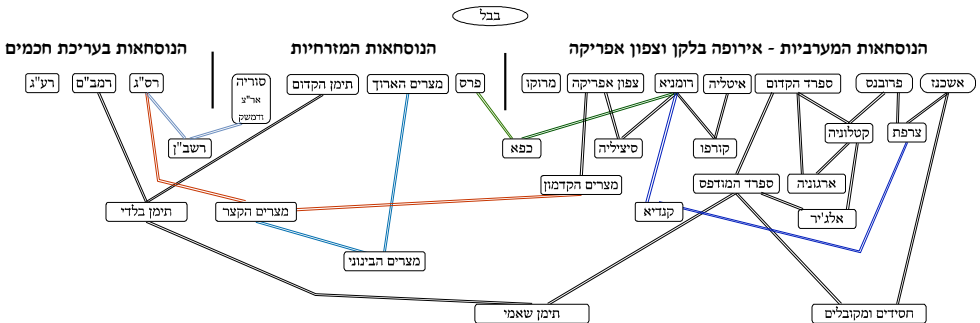 בבל
הנוסחאות המערביות - אירופה בלקן וצפון אפריקה
הנוסחאות המזרחיות
הנוסחאות בעריכת חכמים
אשכנז
פרובנס
ספרד הקדום
איטליה
רומניא
צפון אפריקה
מרוקו
פרס
מצרים הארוך
תימן הקדום
סוריה
אר"צ
ודמשק
רס"ג
רמב"ם
רע"ג
צרפת
קטלוניה
קורפו
סיציליה
כפא
רשב"ן
ארגוניה
ספרד המודפס
מצרים הקדמון
אלג'יר
קנדיא
מצרים הקצר
תימן בלדי
מצרים הבינוני
חסידים ומקובלים
תימן שאמי